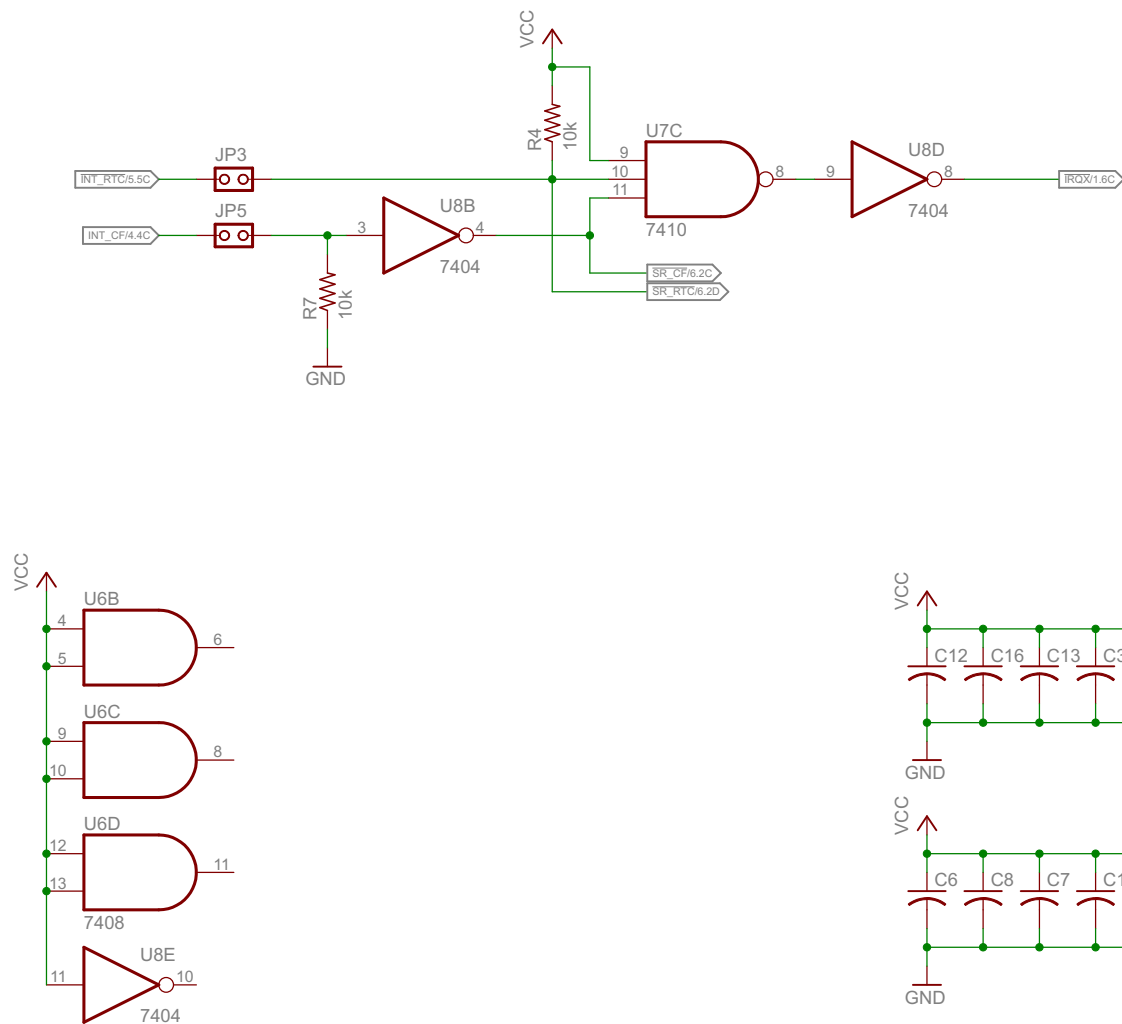 VCC
R4
10k
U7C
9
10
11
8
7410
U8D
9
8
7404
IRQX/1.6C
JP3
INT_RTC/5.5C
JP5
INT_CF/4.4C
U8B
3
4
7404
SR_CF/6.2C
SR_RTC/6.2D
R7
10k
GND
VCC
U6B
4
5
6
U6C
9
10
8
U6D
12
13
11
7408
U8E
11
10
7404
VCC
C12 C16 C13 C3
GND
VCC
C6 C8 C7
GND